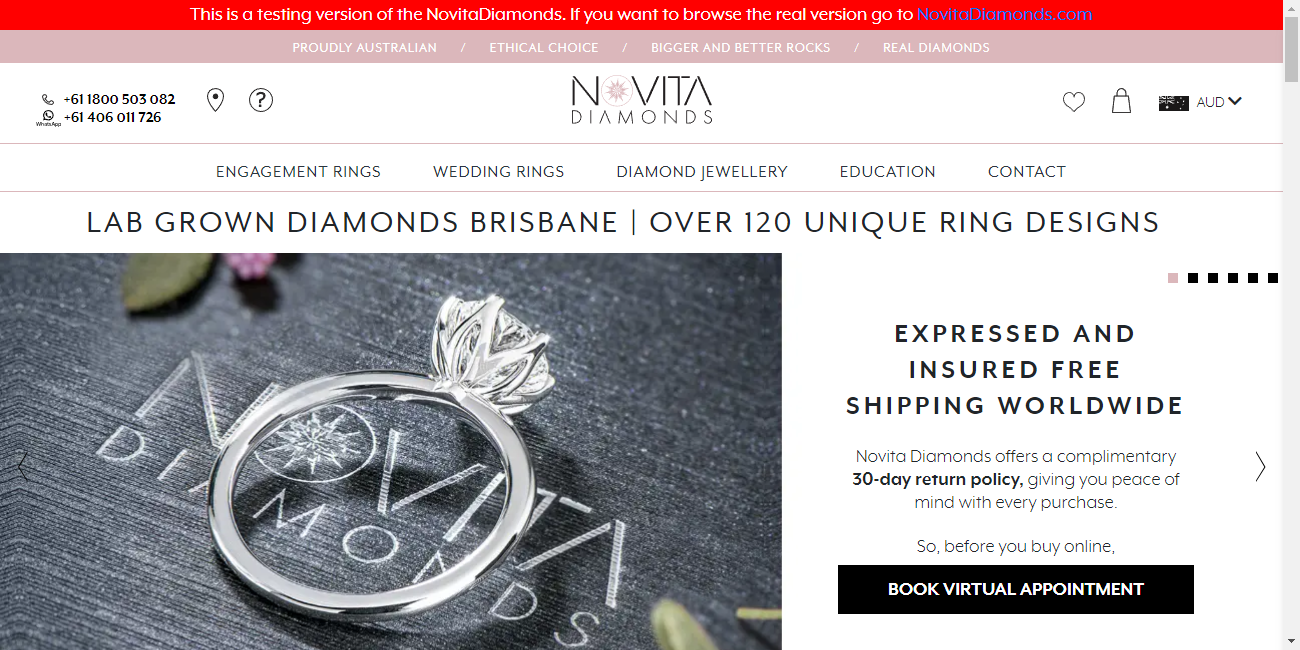 This is a testing version of the NovitaDiamonds. If you want to browse the real version go to NovitaDiamonds.com
PROUDLY AUSTRALIAN / ETHICAL CHOICE / BIGGER AND BETTER ROCKS / REAL DIAMONDS
+61 1800 503 082
WhatsApp +61 406 011 726
?
NOVITA
DIAMONDS
AUD
ENGAGEMENT RINGS WEDDING RINGS DIAMOND JEWELLERY EDUCATION CONTACT
LAB GROWN DIAMONDS BRISBANE | OVER 120 UNIQUE RING DESIGNS
NOVITA
DIAMONDS
EXPRESSED AND
INSURED FREE
SHIPPING WORLDWIDE
Novita Diamonds offers a complimentary
30-day return policy, giving you peace of
mind with every purchase.
So, before you buy online,
BOOK VIRTUAL APPOINTMENT